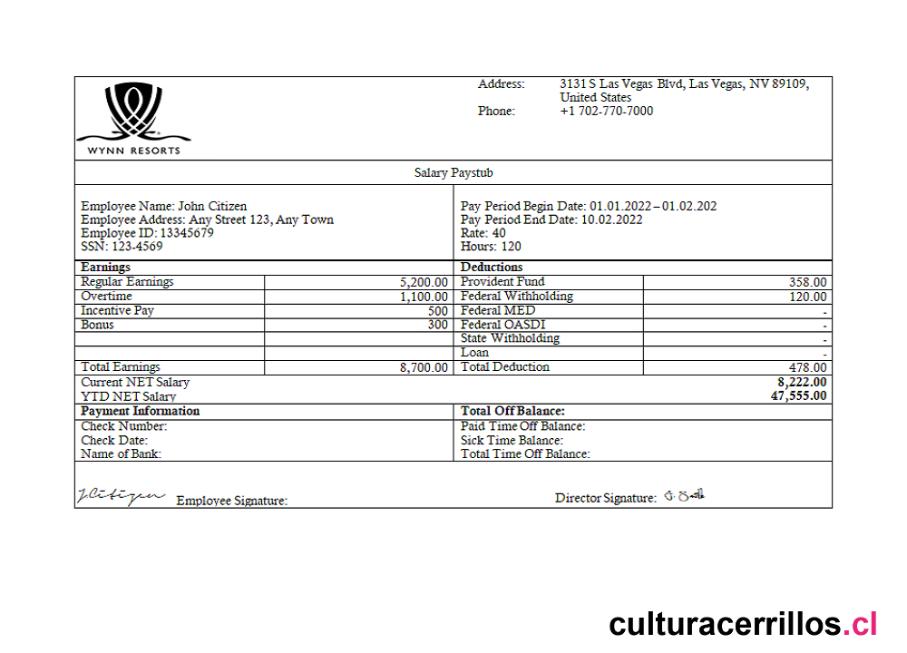 WYNN RESORTS
Address: 3131 S Las Vegas Blvd, Las Vegas, NV 89109,
United States
Phone: +1 702-770-7000
Salary Paystub
Employee Name: John Citizen
Employee Address: Any Street 123, Any Town
Employee ID: 13345679
SSN: 123-4569
Pay Period Begin Date: 01.01.2022 – 01.02.202
Pay Period End Date: 10.02.2022
Rate: 40
Hours: 120
Earnings Deductions
Regular Earnings 5,200.00 Provident Fund 358.00
Overtime 1,100.00 Federal Withholding 120.00
Incentive Pay 500 Federal MED -
Bonus 300 Federal OASDI -
State Withholding -
Loan -
Total Earnings 8,700.00 Total Deduction 478.00
Current NET Salary 8,222.00
YTD NET Salary 47,555.00
Payment Information Total Off Balance:
Check Number: Paid Time Off Balance:
Check Date: Sick Time Balance:
Name of Bank: Total Time Off Balance:
J.Citizen Employee Signature: Director Signature:
culturacerrillos.cl